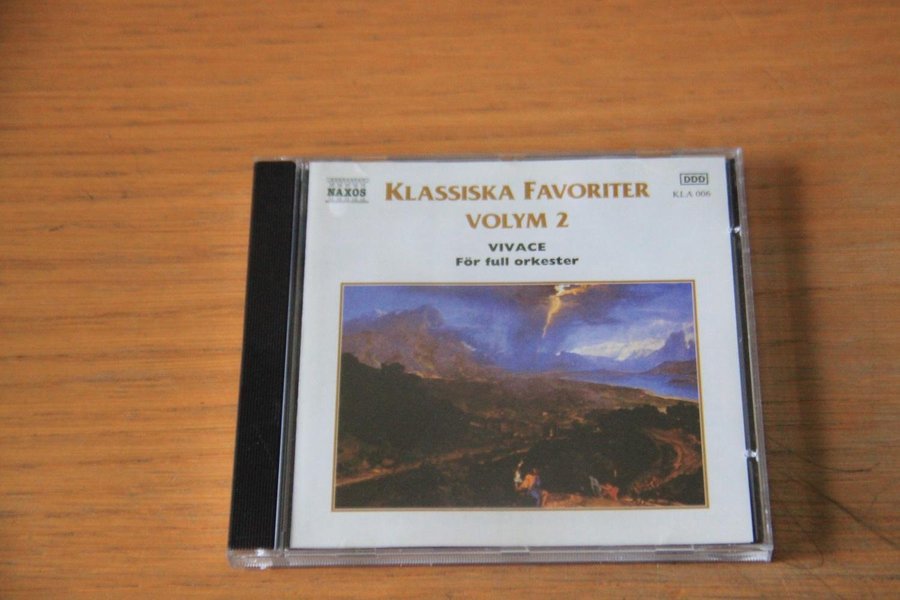 NAXOS
KLASSISKA FAVORITER
VOLYM 2
DDD
KLA 006
VIVACE
För full orkester